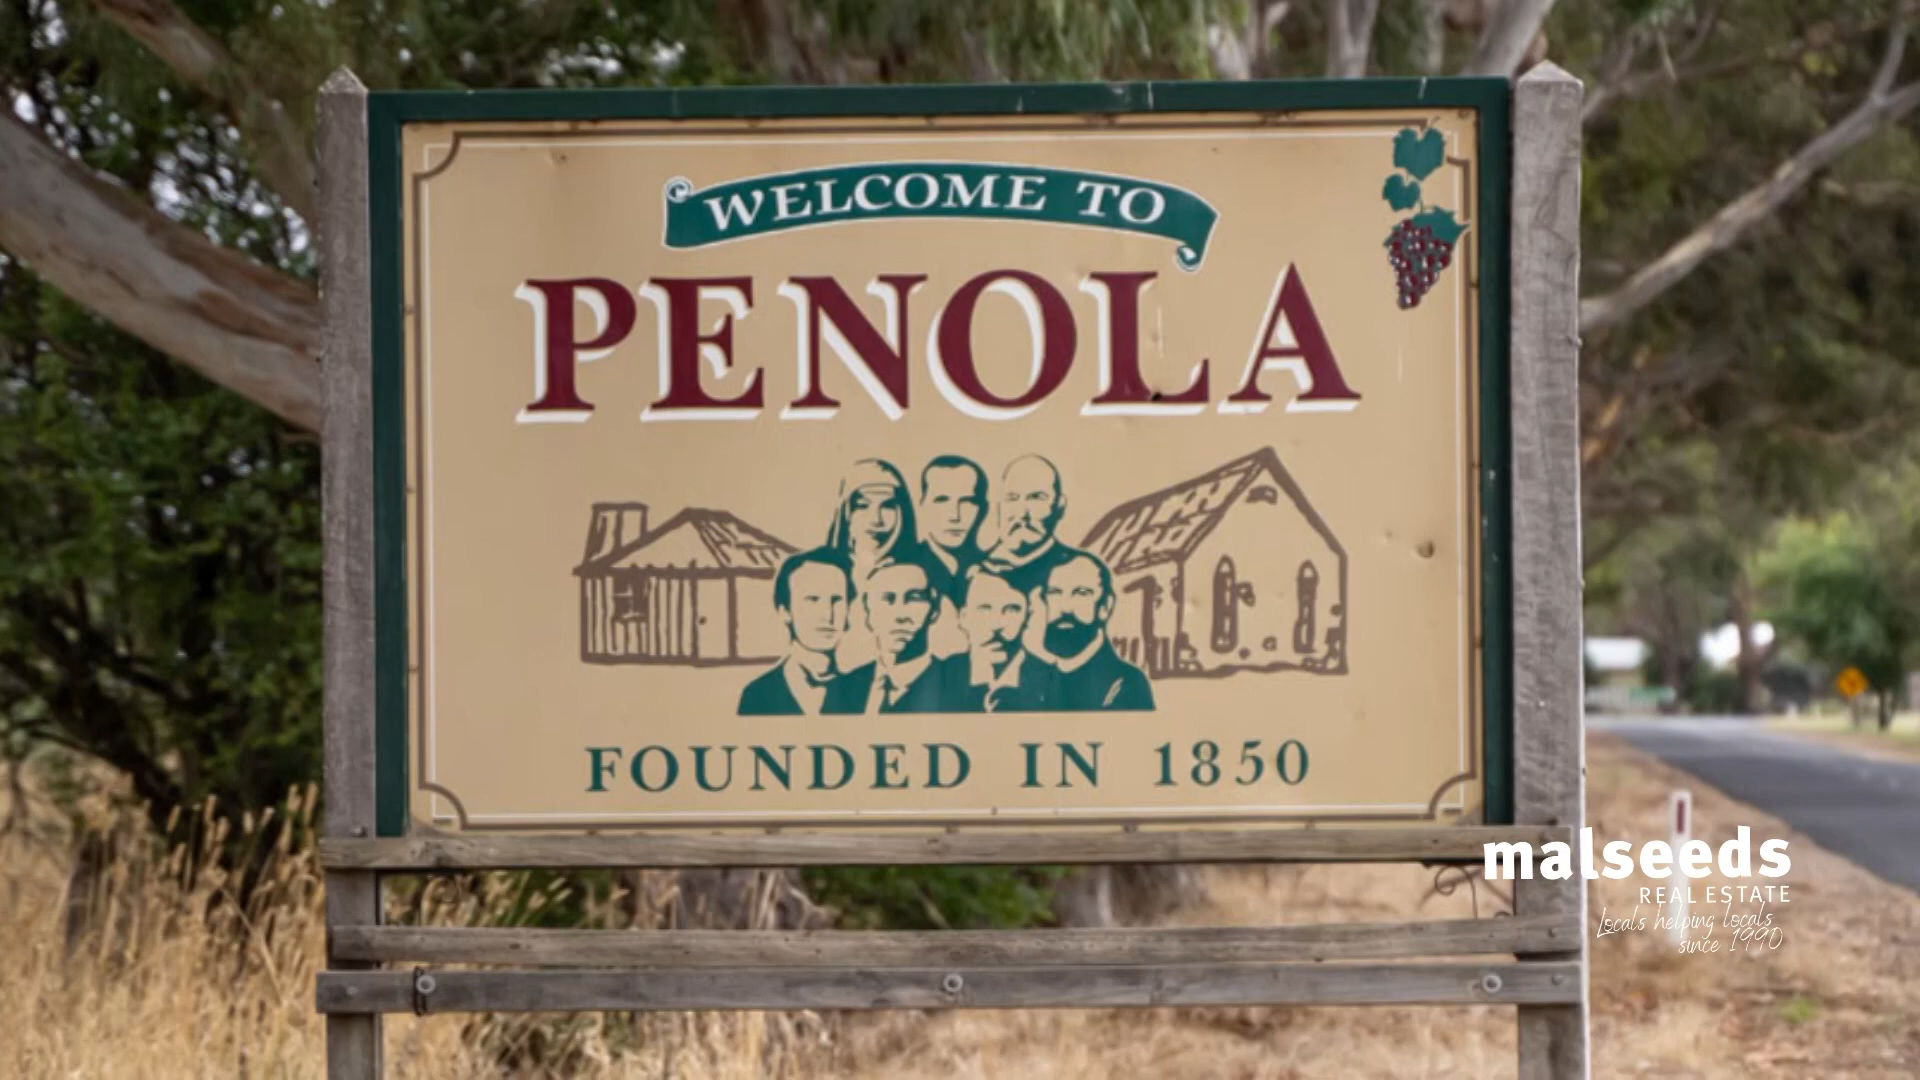 WELCOME TO
PENOLA
FOUNDED IN 1850
malseeds
REAL ESTATE
Locals helping locals
since 1990